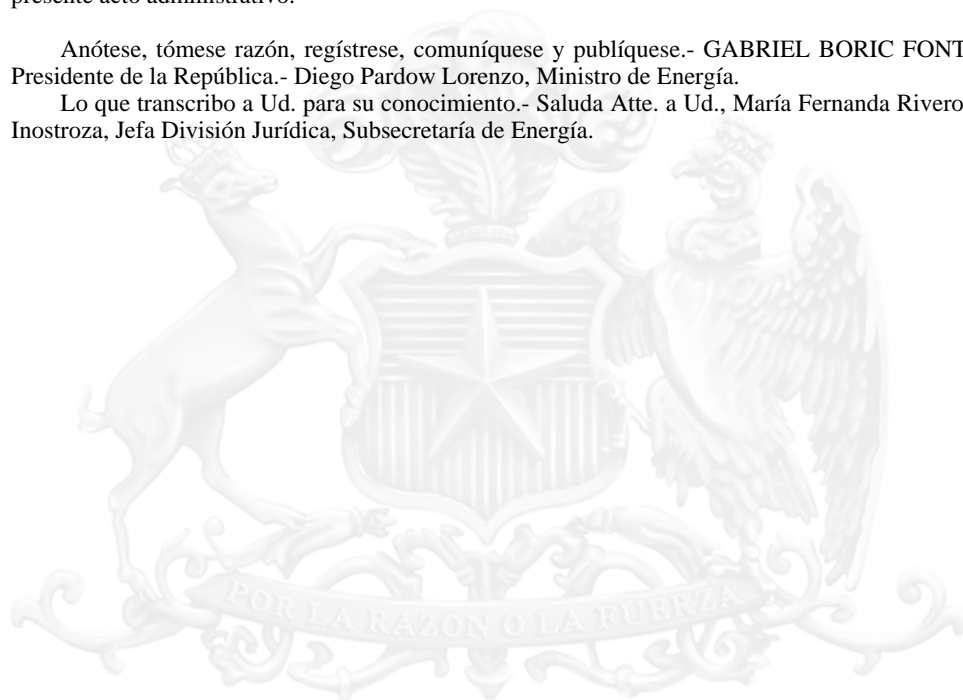 presente acto administrativo.
Anótese, tómese razón, regístrese, comuníquese y publíquese.- GABRIEL BORIC FONT
Presidente de la República.- Diego Pardow Lorenzo, Ministro de Energía.
Lo que transcribo a Ud. para su conocimiento.- Saluda Atte. a Ud., María Fernanda Rivero
Inostroza, Jefa División Jurídica, Subsecretaría de Energía.
POR LA RAZON O LA FUERZA